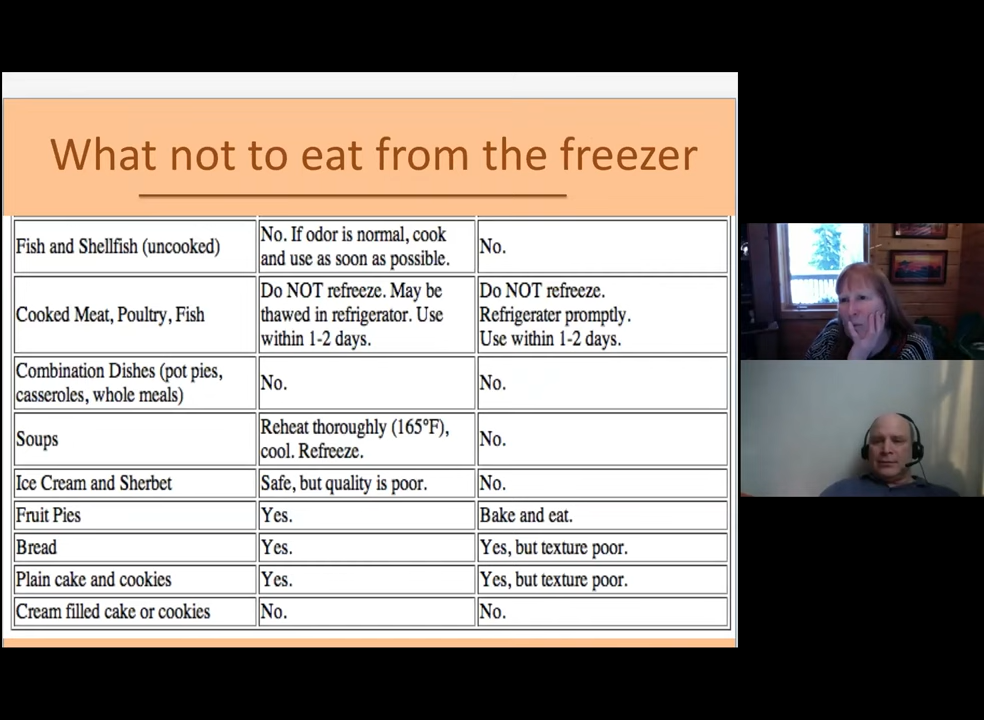 What not to eat from the freezer
Fish and Shellfish (uncooked)
No. If odor is normal, cook
and use as soon as possible.
No.
Cooked Meat, Poultry, Fish
Do NOT refreeze. May be
thawed in refrigerator. Use
within 1-2 days.
Do NOT refreeze.
Refrigerater promptly.
Use within 1-2 days.
Combination Dishes (pot pies,
casseroles, whole meals)
No.
No.
Soups
Reheat thoroughly (165°F),
cool. Refreeze.
No.
Ice Cream and Sherbet
Safe, but quality is poor.
No.
Fruit Pies
Yes.
Bake and eat.
Bread
Yes.
Yes, but texture poor.
Plain cake and cookies
Yes.
Yes, but texture poor.
Cream filled cake or cookies
No.
No.